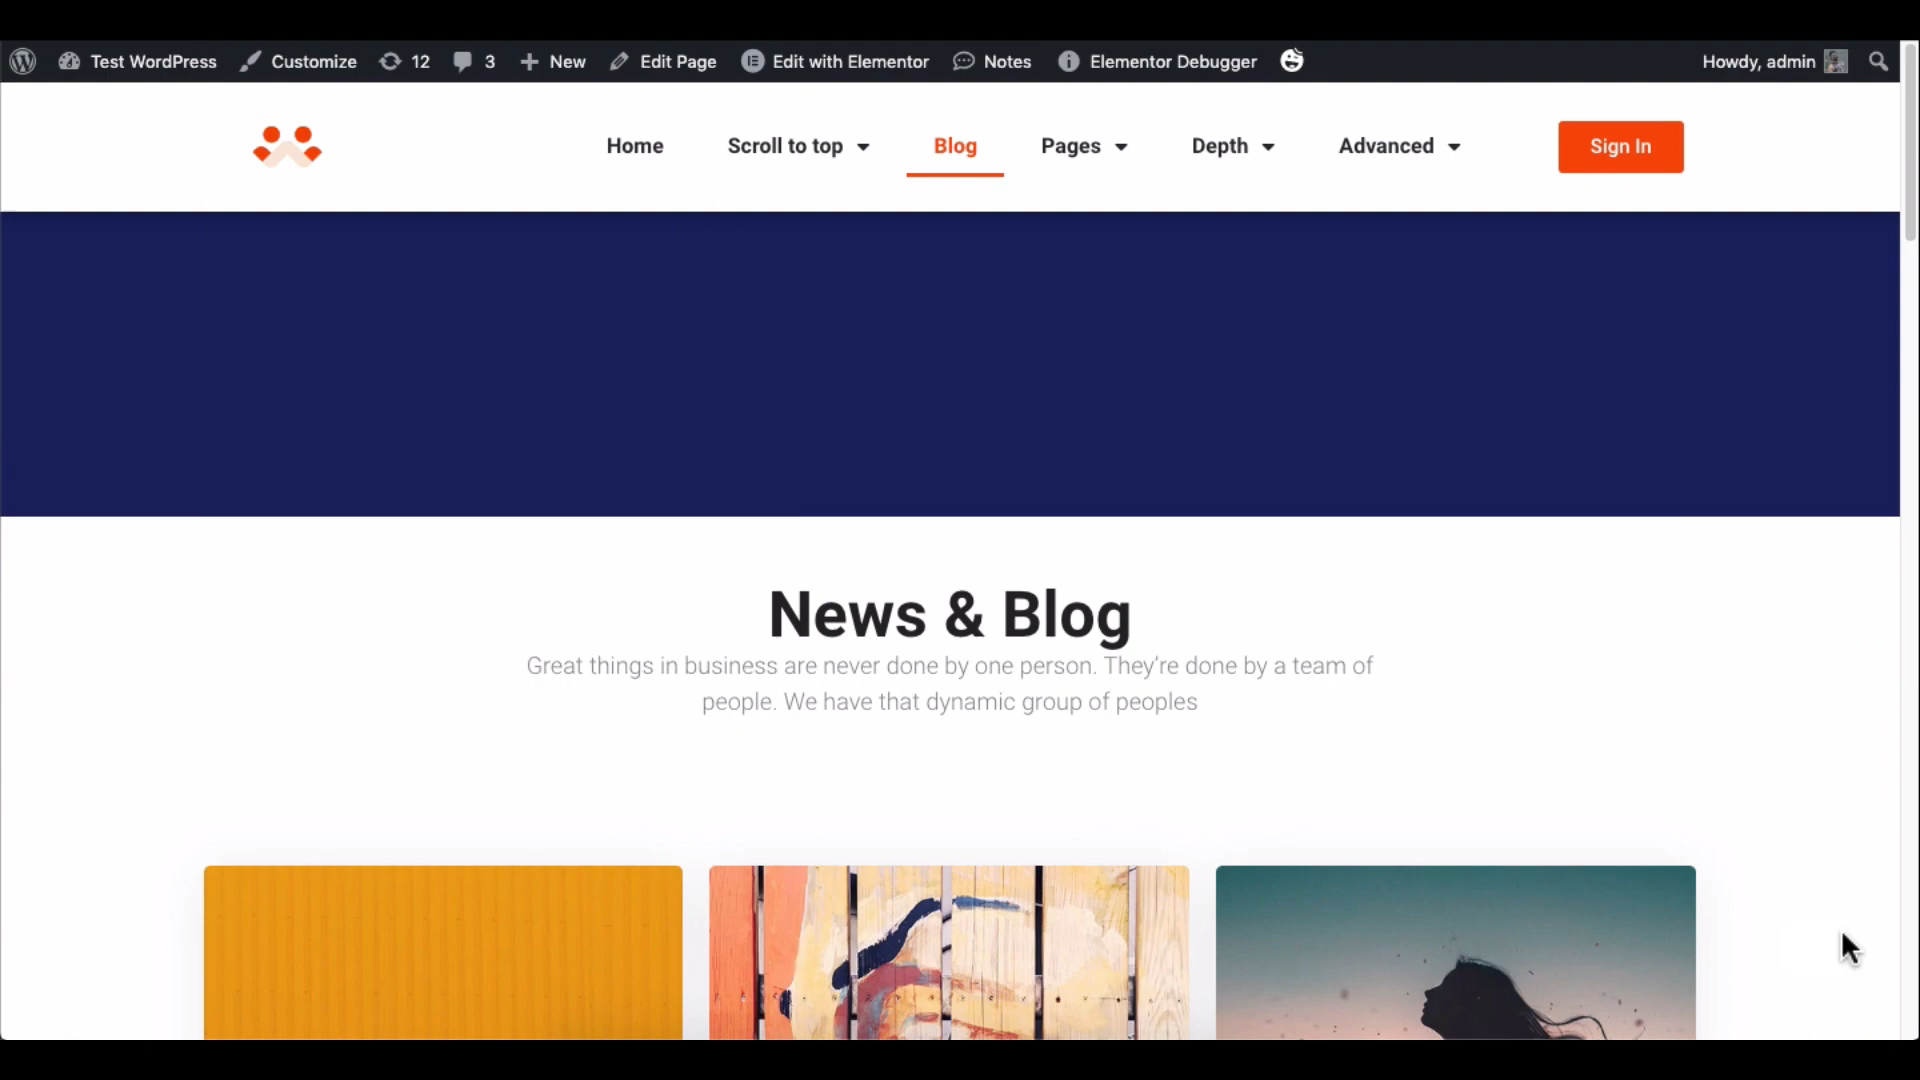 Test WordPress Customize 12 3 New Edit Page Edit with Elementor Notes Elementor Debugger Howdy, admin
Home Scroll to top Blog Pages Depth Advanced Sign In
News & Blog
Great things in business are never done by one person. They’re done by a team of
people. We have that dynamic group of peoples